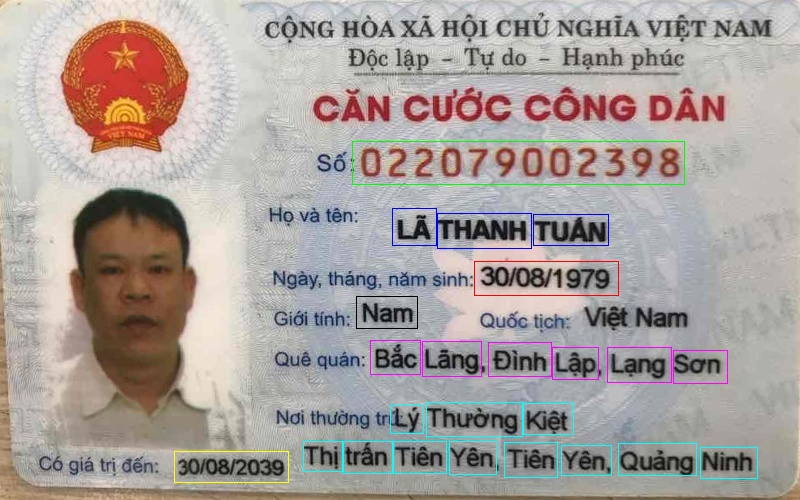 CỘNG HÒA XÃ HỘI CHỦ NGHĨA VIỆT NAM
Độc lập - Tự do - Hạnh phúc
CĂN CƯỚC CÔNG DÂN
Số: 022079002398
Họ và tên: LÃ THANH TUẤN
Ngày, tháng, năm sinh: 30/08/1979
Giới tính: Nam Quốc tịch: Việt Nam
Quê quán: Bắc Lãng, Đình Lập, Lạng Sơn
Nơi thường trú: Lý Thường Kiệt
Thị trấn Tiên Yên, Tiên Yên, Quảng Ninh
Có giá trị đến: 30/08/2039
VIỆT NAM